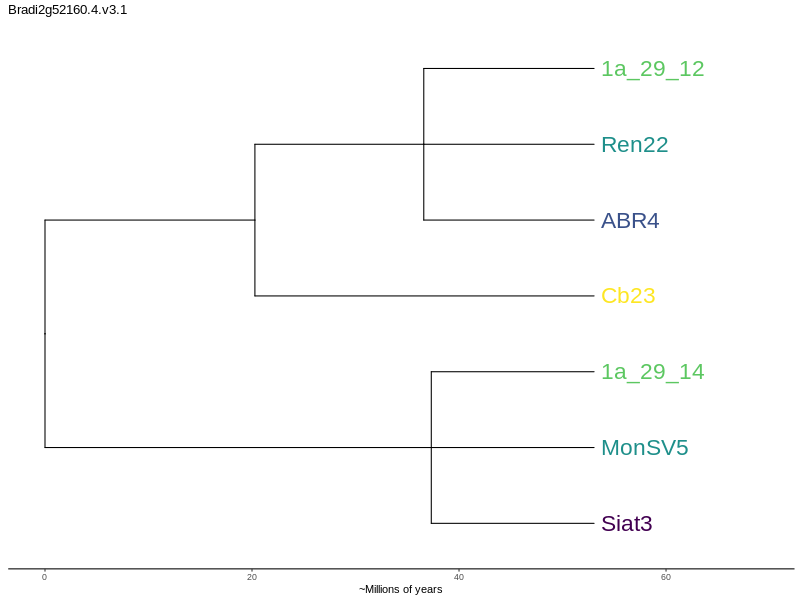 Bradi2g52160.4.v3.1
1a_29_12
Ren22
ABR4
Cb23
1a_29_14
MonSV5
Siat3
0 20 40 60
~Millions of years